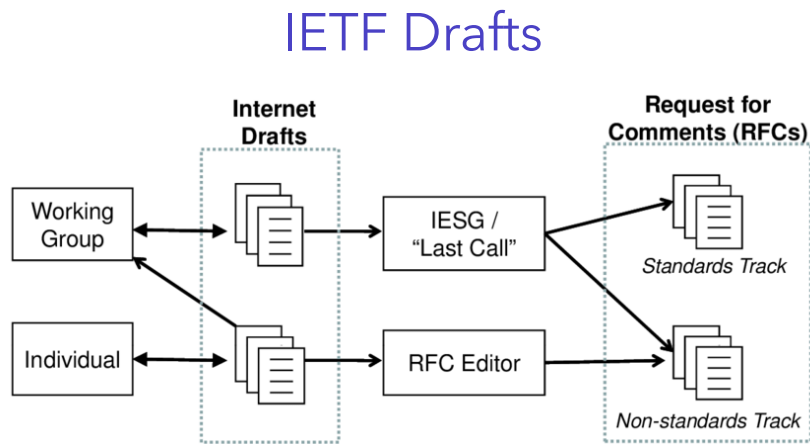 IETF Drafts
Internet
Drafts
Request for
Comments (RFCs)
Working
Group
IESG /
“Last Call”
Standards Track
Individual
RFC Editor
Non-standards Track